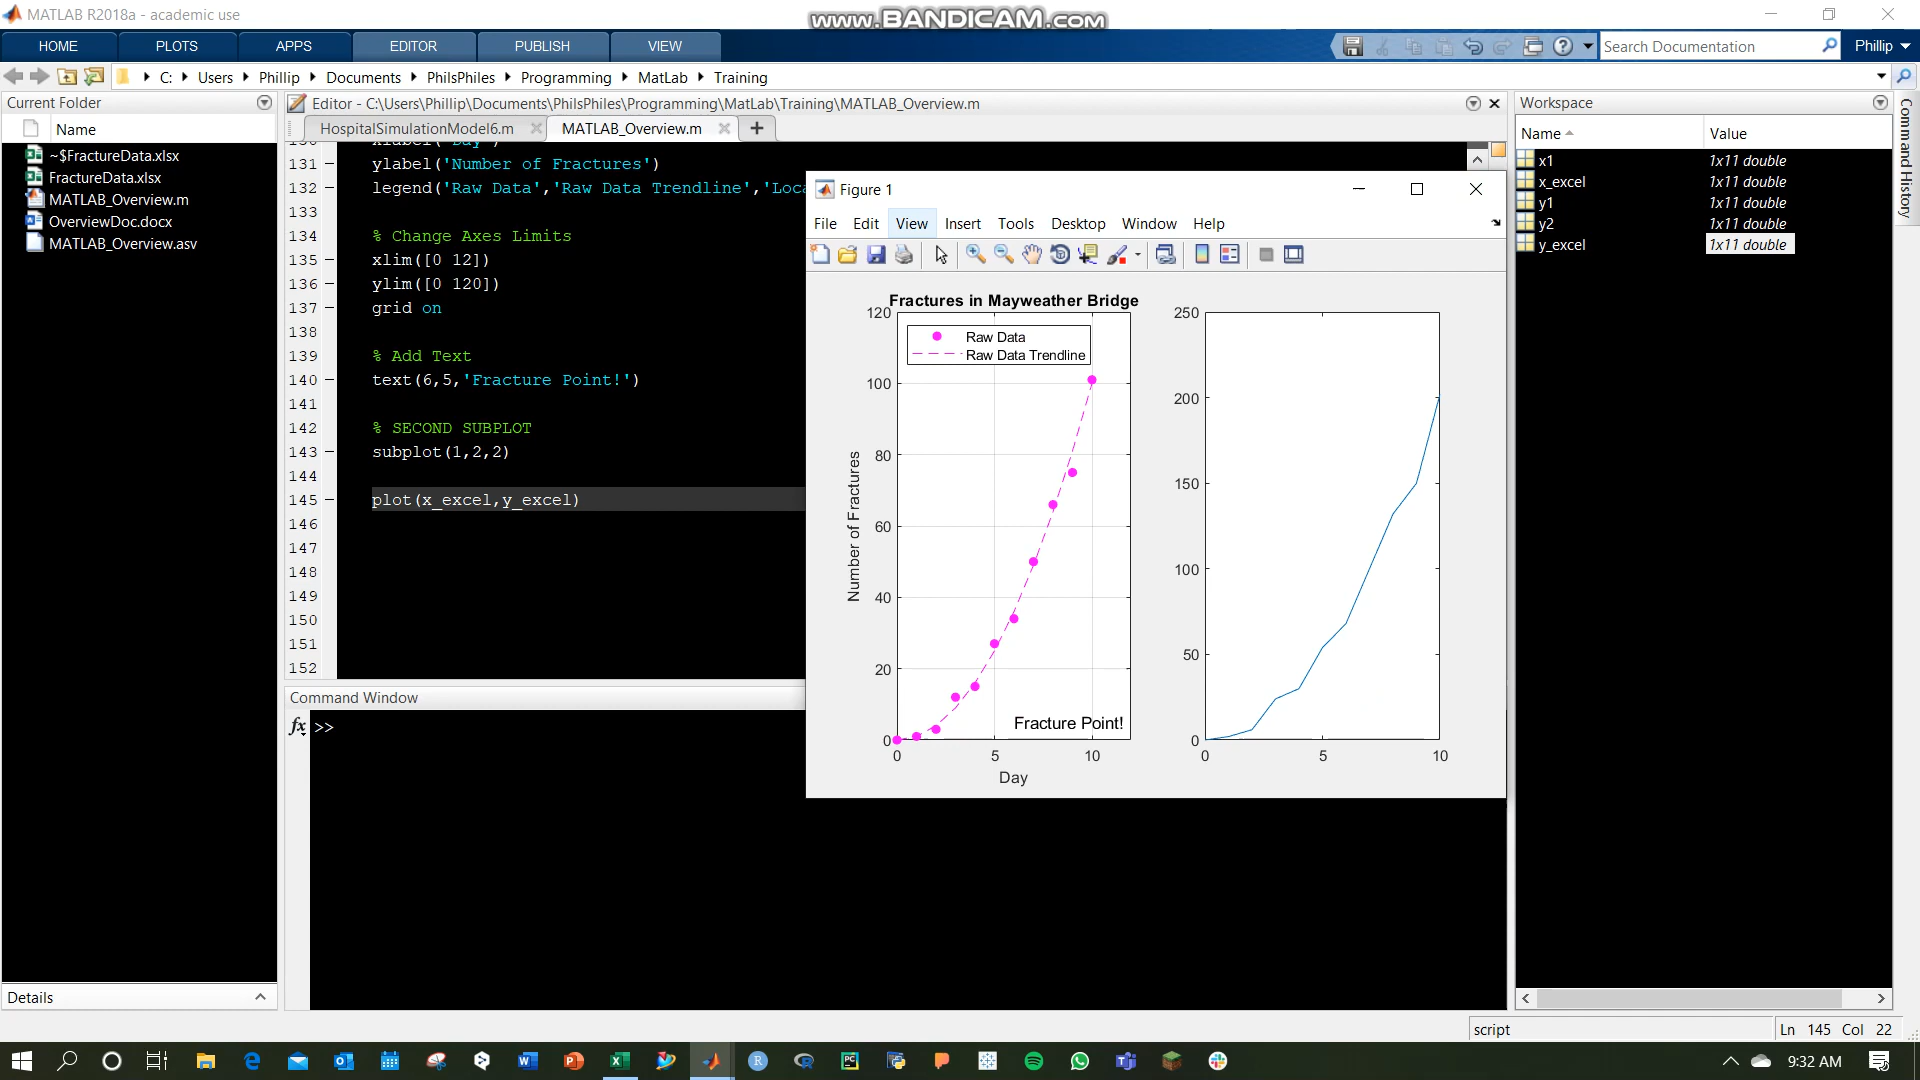 MATLAB R2018a - academic use
www.BANDICAM.com
HOME PLOTS APPS EDITOR PUBLISH VIEW
Search Documentation
Phillip
C: Users Phillip Documents PhilsPhiles Programming MatLab Training
Current Folder
Name
~$FractureData.xlsx
FractureData.xlsx
MATLAB_Overview.m
OverviewDoc.docx
MATLAB_Overview.asv
Details
Editor - C:\Users\Phillip\Documents\PhilsPhiles\Programming\MatLab\Training\MATLAB_Overview.m
HospitalSimulationModel6.m MATLAB_Overview.m
130 xlabel('Day')
131 ylabel('Number of Fractures')
132 legend('Raw Data','Raw Data Trendline','Loca
133
134 % Change Axes Limits
135 xlim([0 12])
136 ylim([0 120])
137 grid on
138
139 % Add Text
140 text(6,5,'Fracture Point!')
141
142 % SECOND SUBPLOT
143 subplot(1,2,2)
144
145 plot(x_excel,y_excel)
146
147
148
149
150
151
152
Command Window
fx >>
Figure 1
File Edit View Insert Tools Desktop Window Help
Fractures in Mayweather Bridge
Raw Data
Raw Data Trendline
Number of Fractures
120
100
80
60
40
20
0
Fracture Point!
0 5 10
Day
250
200
150
100
50
0
0 5 10
Workspace
Name Value
x1 1x11 double
x_excel 1x11 double
y1 1x11 double
y2 1x11 double
y_excel 1x11 double
Command History
script
Ln 145 Col 22
9:32 AM